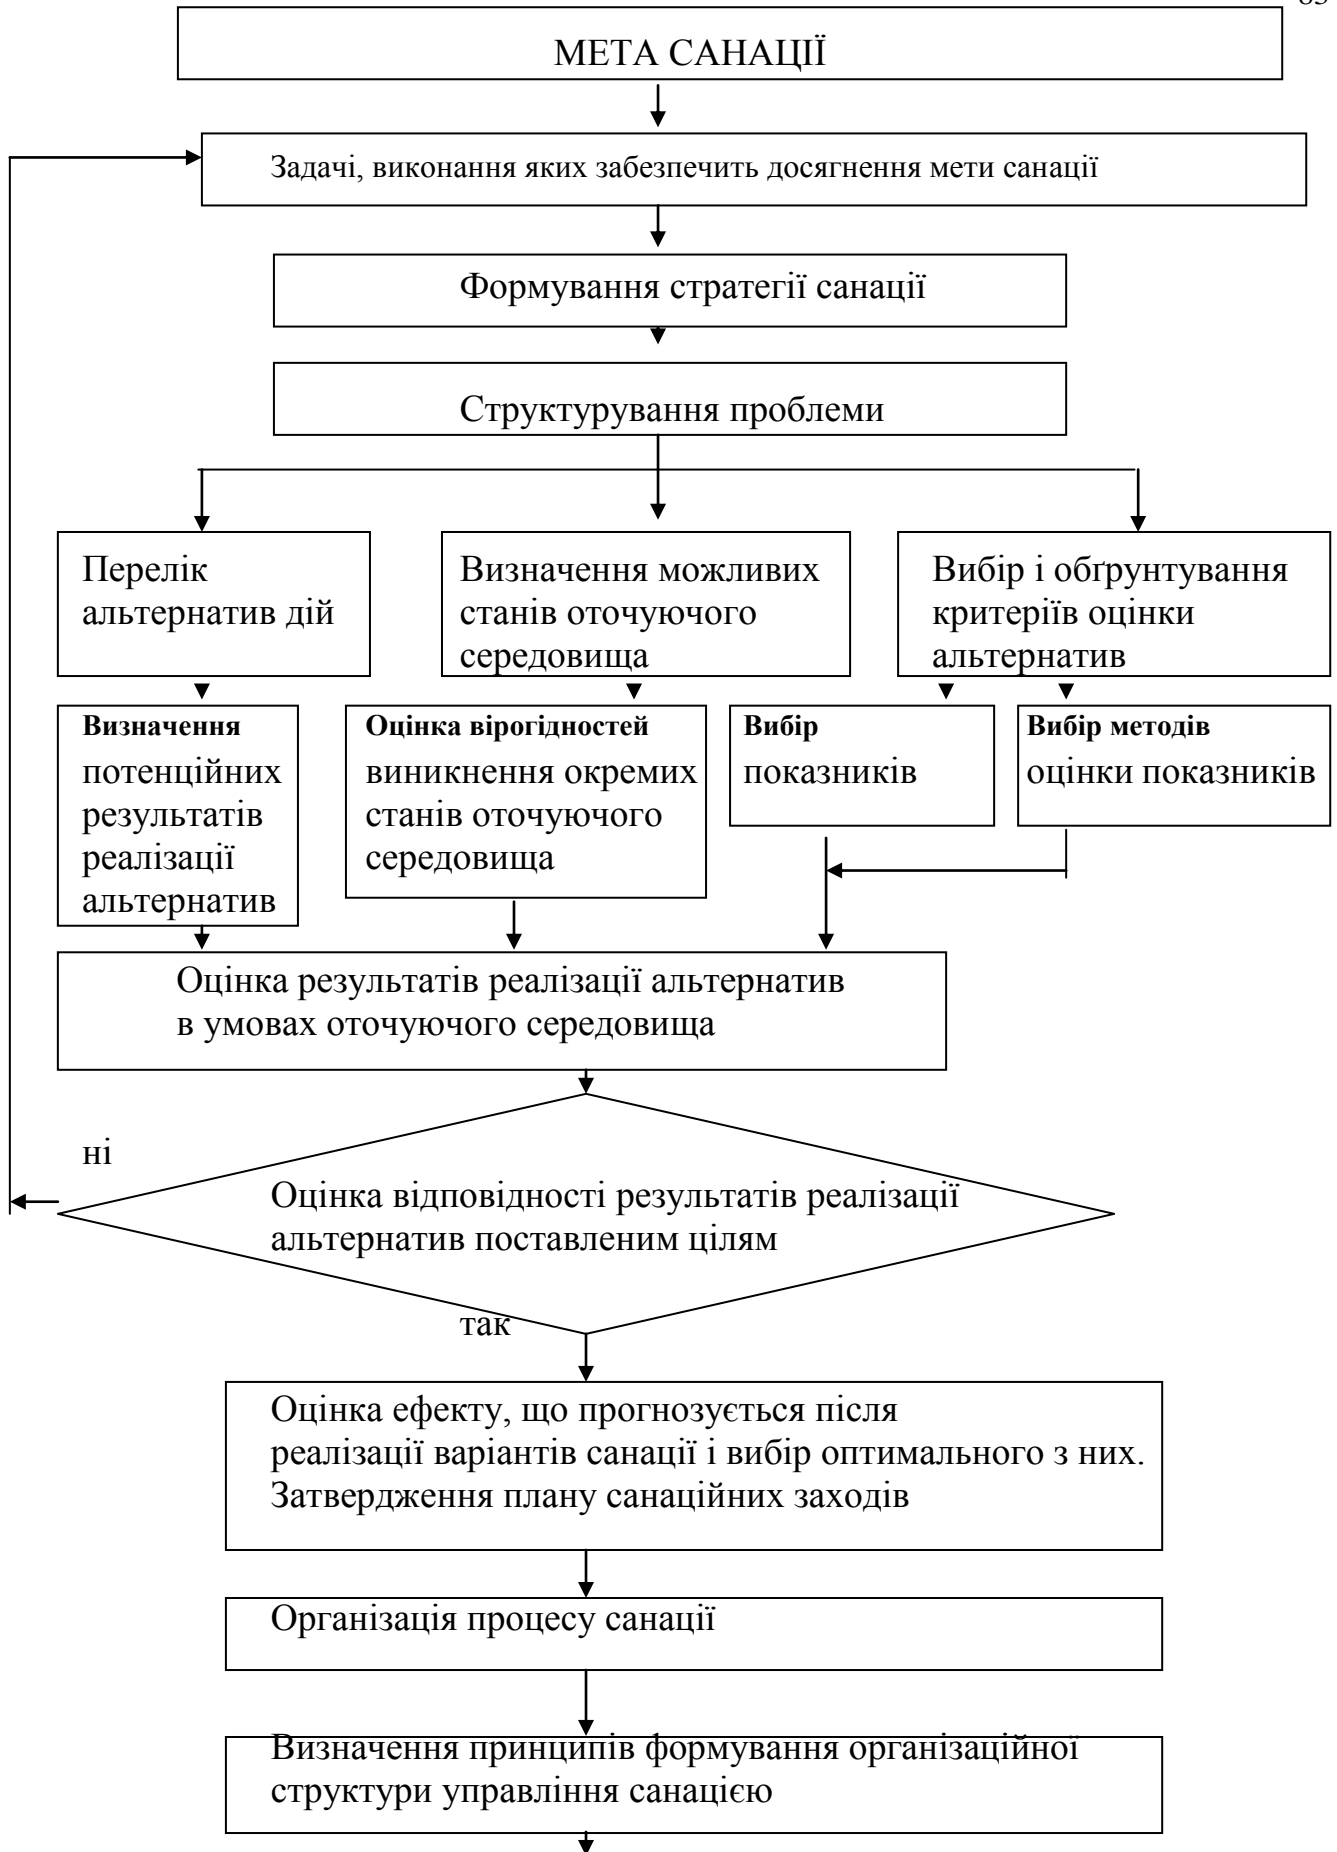 МЕТА САНАЦІЇ
Задачі, виконання яких забезпечить досягнення мети санації
Формування стратегії санації
Структурування проблеми
Перелік
альтернатив дій
Визначення можливих
станів оточуючого
середовища
Вибір і обґрунтування
критеріїв оцінки
альтернатив
Визначення
потенційних
результатів
реалізації
альтернатив
Оцінка вірогідностей
виникнення окремих
станів оточуючого
середовища
Вибір
показників
Вибір методів
оцінки показників
Оцінка результатів реалізації альтернатив
в умовах оточуючого середовища
ні
Оцінка відповідності результатів реалізації
альтернатив поставленим цілям
так
Оцінка ефекту, що прогнозується після
реалізації варіантів санації і вибір оптимального з них.
Затвердження плану санаційних заходів
Організація процесу санації
Визначення принципів формування організаційної
структури управління санацією